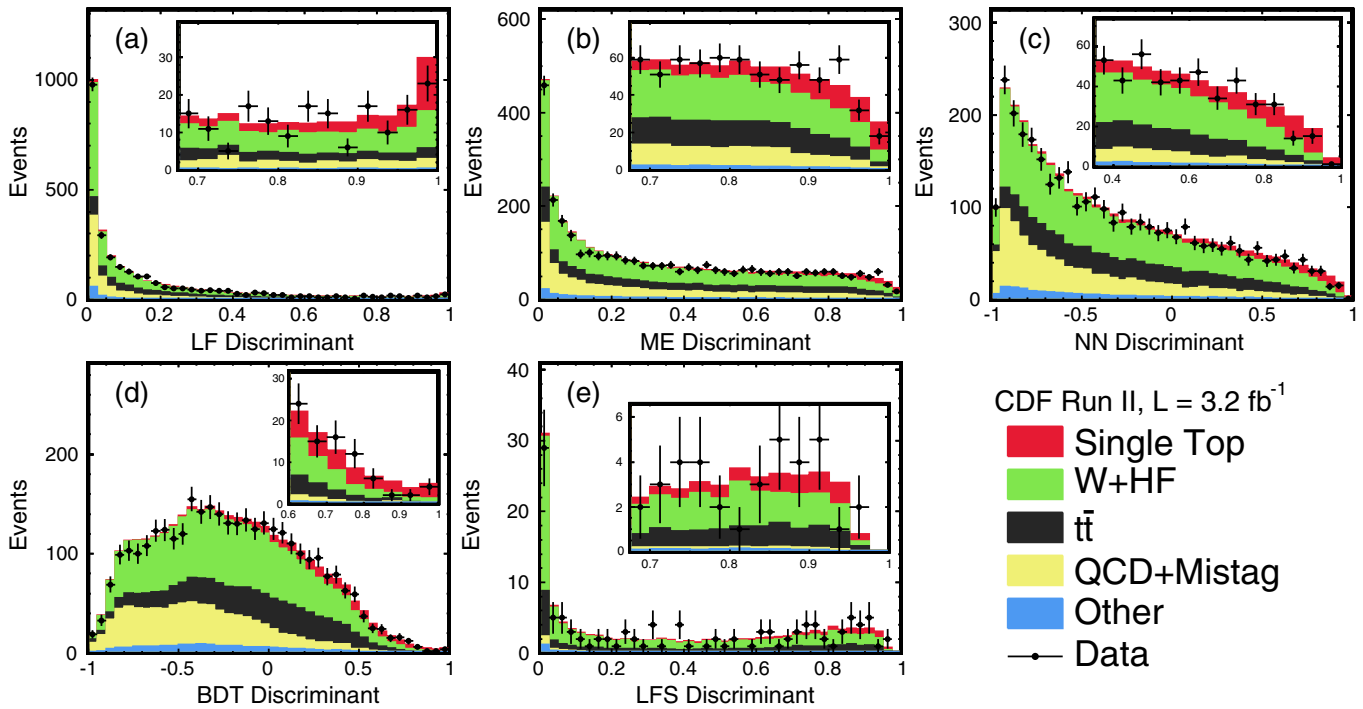 (a)
Events
1000
500
0
0 0.2 0.4 0.6 0.8 1
LF Discriminant
30
20
10
0
0.7 0.8 0.9 1
(b)
Events
600
400
200
0
0 0.2 0.4 0.6 0.8 1
ME Discriminant
60
40
20
0
0.7 0.8 0.9 1
(c)
Events
300
200
100
0
-1 -0.5 0 0.5 1
NN Discriminant
60
40
20
0
0.4 0.6 0.8 1
(d)
Events
200
100
0
-1 -0.5 0 0.5 1
BDT Discriminant
30
20
10
0
0.6 0.7 0.8 0.9 1
(e)
Events
40
30
20
10
0
0 0.2 0.4 0.6 0.8 1
LFS Discriminant
6
4
2
0
0.7 0.8 0.9 1
CDF Run II, L = 3.2 fb⁻¹
Single Top
W+HF
tt̄
QCD+Mistag
Other
Data